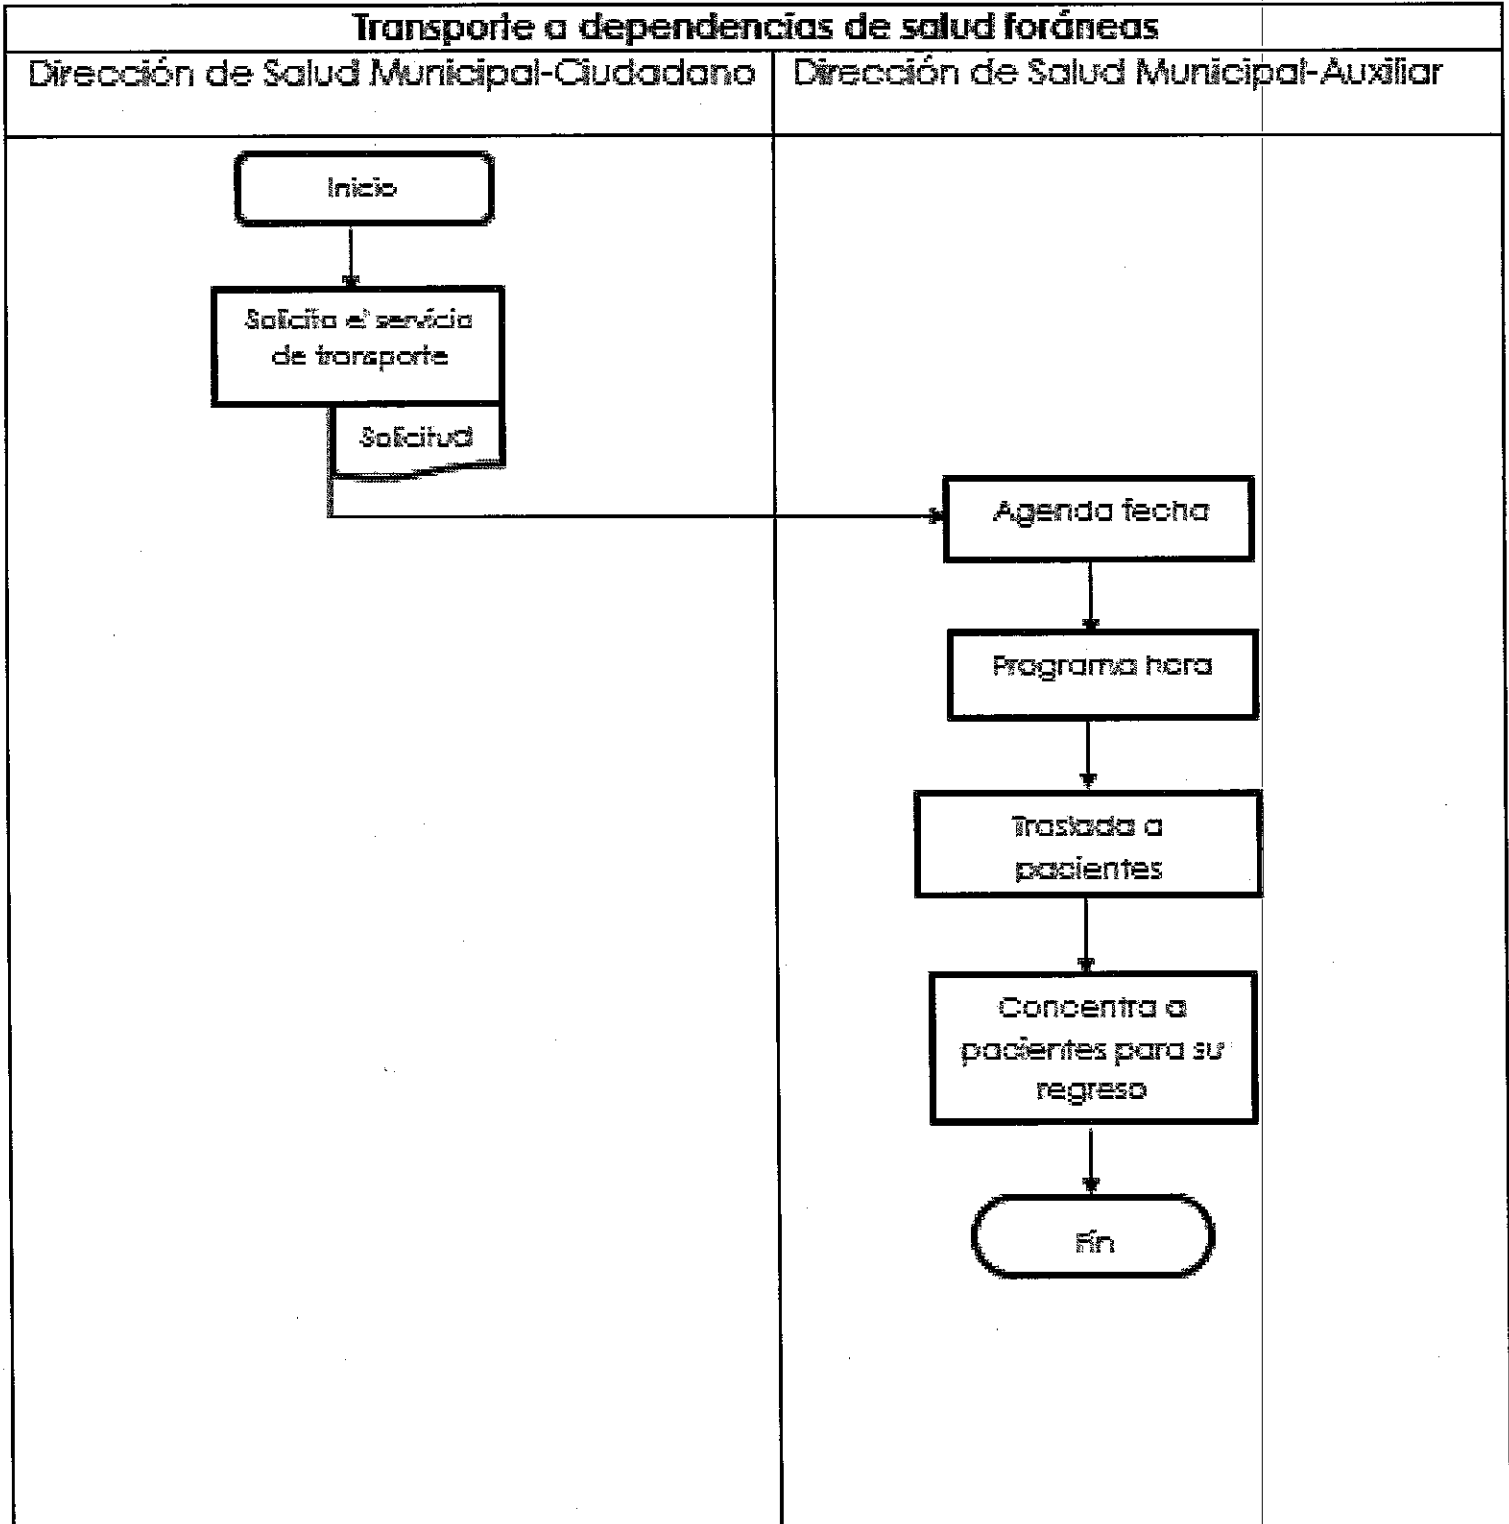 Transporte a dependencias de salud foráneas
Dirección de Salud Municipal-Ciudadano
Dirección de Salud Municipal-Auxiliar
Inicio
Solicita el servicio
de transporte
Solicitud
Agenda fecha
Programa hora
Traslada a
pacientes
Concentra a
pacientes para su
regreso
Fin